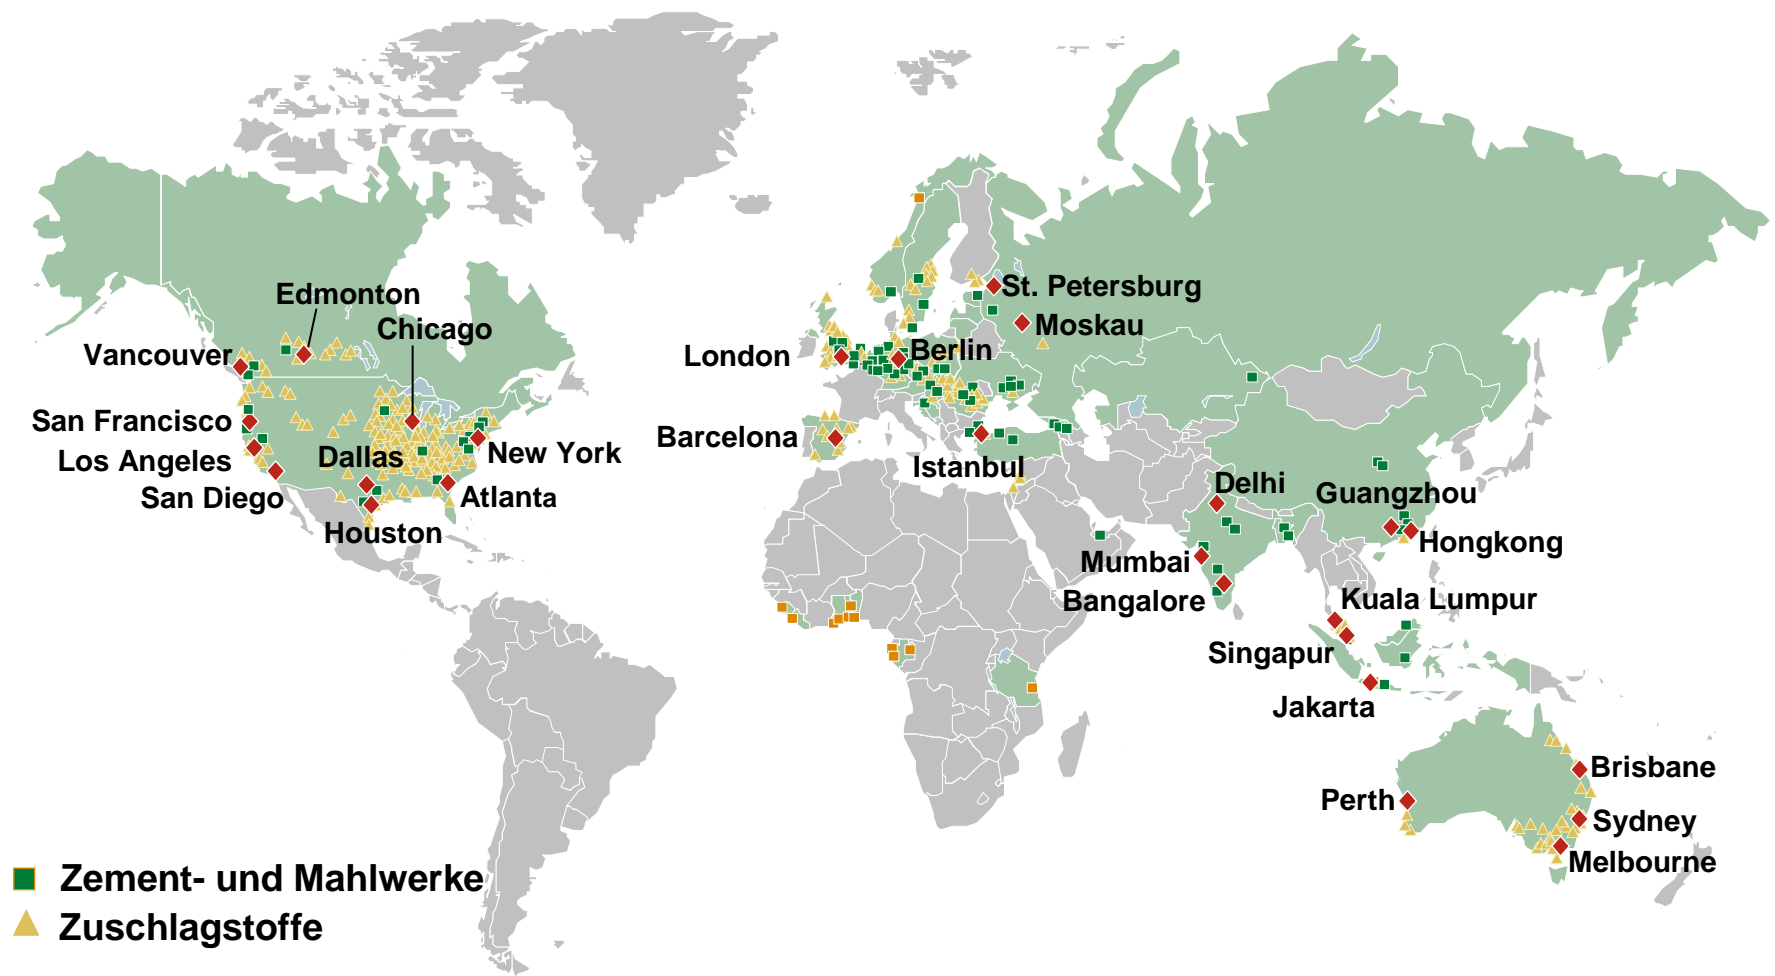 Edmonton
Chicago
Vancouver
San Francisco
Los Angeles
San Diego
Dallas
Houston
New York
Atlanta
St. Petersburg
Moskau
London
Berlin
Barcelona
Istanbul
Delhi
Guangzhou
Hongkong
Mumbai
Bangalore
Kuala Lumpur
Singapur
Jakarta
Brisbane
Perth
Sydney
Melbourne
Zement- und Mahlwerke
Zuschlagstoffe